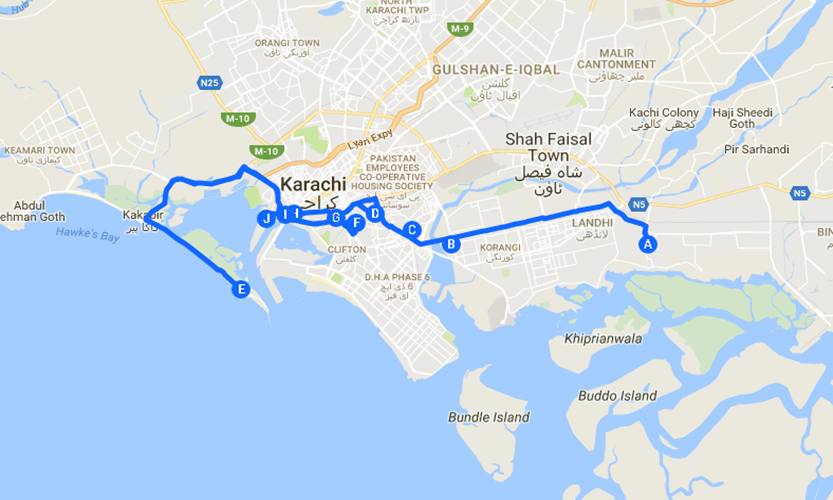 NORTH
KARACHI TWP
نارتھ کراچی
M-9
ORANGI TOWN
اورنگی ٹاؤن
GULSHAN-E-IQBAL
گلشن
اقبال ٹاؤن
MALIR
CANTONMENT
ملیر چھاؤنی
N25
M-10
Kachi Colony
کچھی کالونی
Haji Sheedi
Goth
Lyari Expy
Shah Faisal
Town
شاہ فیصل
ٹاؤن
Pir Sarhandi
KEAMARI TOWN
کیماڑی ٹاؤن
M-10
PAKISTAN
EMPLOYEES
CO-OPERATIVE
HOUSING SOCIETY
پی ای سی
سوسائٹی
Karachi
کراچی
N5
N5
Abdul
ehman Goth
Kakapir
کاکا پیر
Hawke's Bay
J
I
H
G
F
D
C
B
A
E
LANDHI
لانڈھی
BIN
CLIFTON
کلفٹن
KORANGI
کورنگی
D.H.A PHASE 6
ڈی ایچ 6
اے فیز
Khiprianwala
Buddo Island
Bundle Island